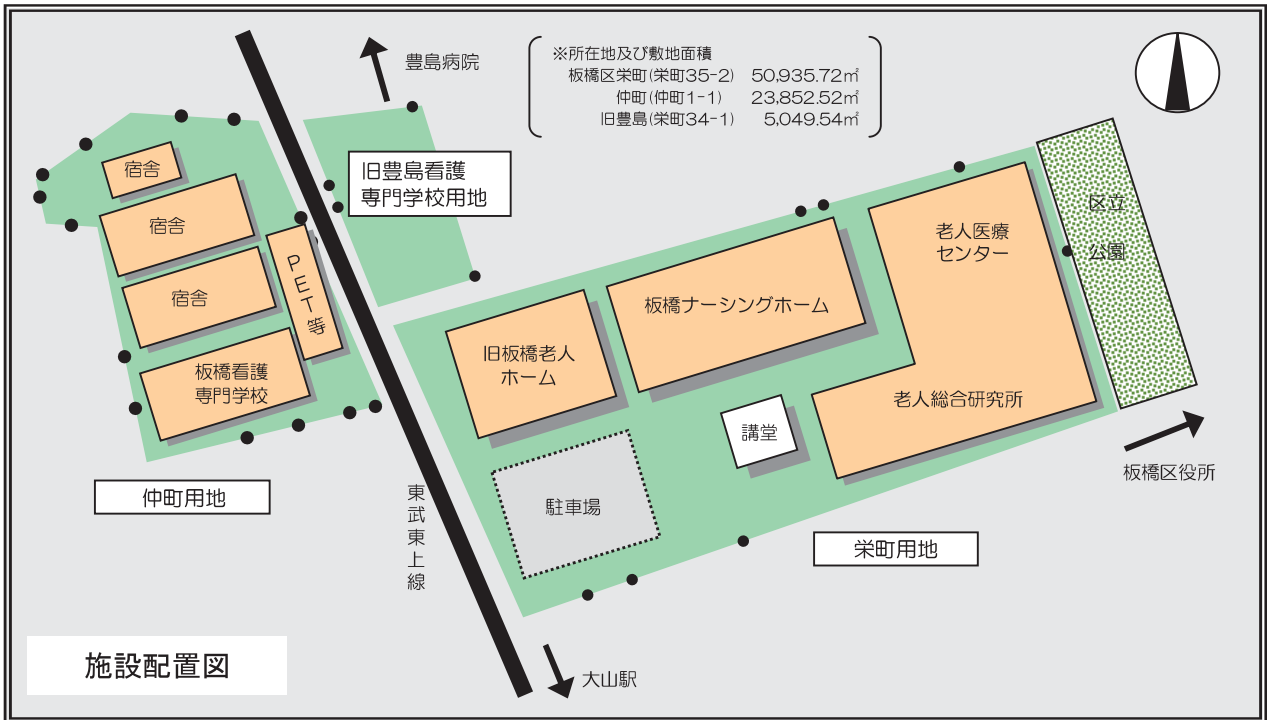 豊島病院
※所在地及び敷地面積
板橋区栄町(栄町35-2) 50,935.72㎡
仲町(仲町1-1) 23,852.52㎡
旧豊島(栄町34-1) 5,049.54㎡
旧豊島看護
専門学校用地
宿舎
宿舎
宿舎
PET等
板橋看護
専門学校
仲町用地
老人医療
センター
区立
公園
板橋ナーシングホーム
旧板橋老人
ホーム
老人総合研究所
講堂
駐車場
板橋区役所
東武東上線
栄町用地
大山駅
施設配置図